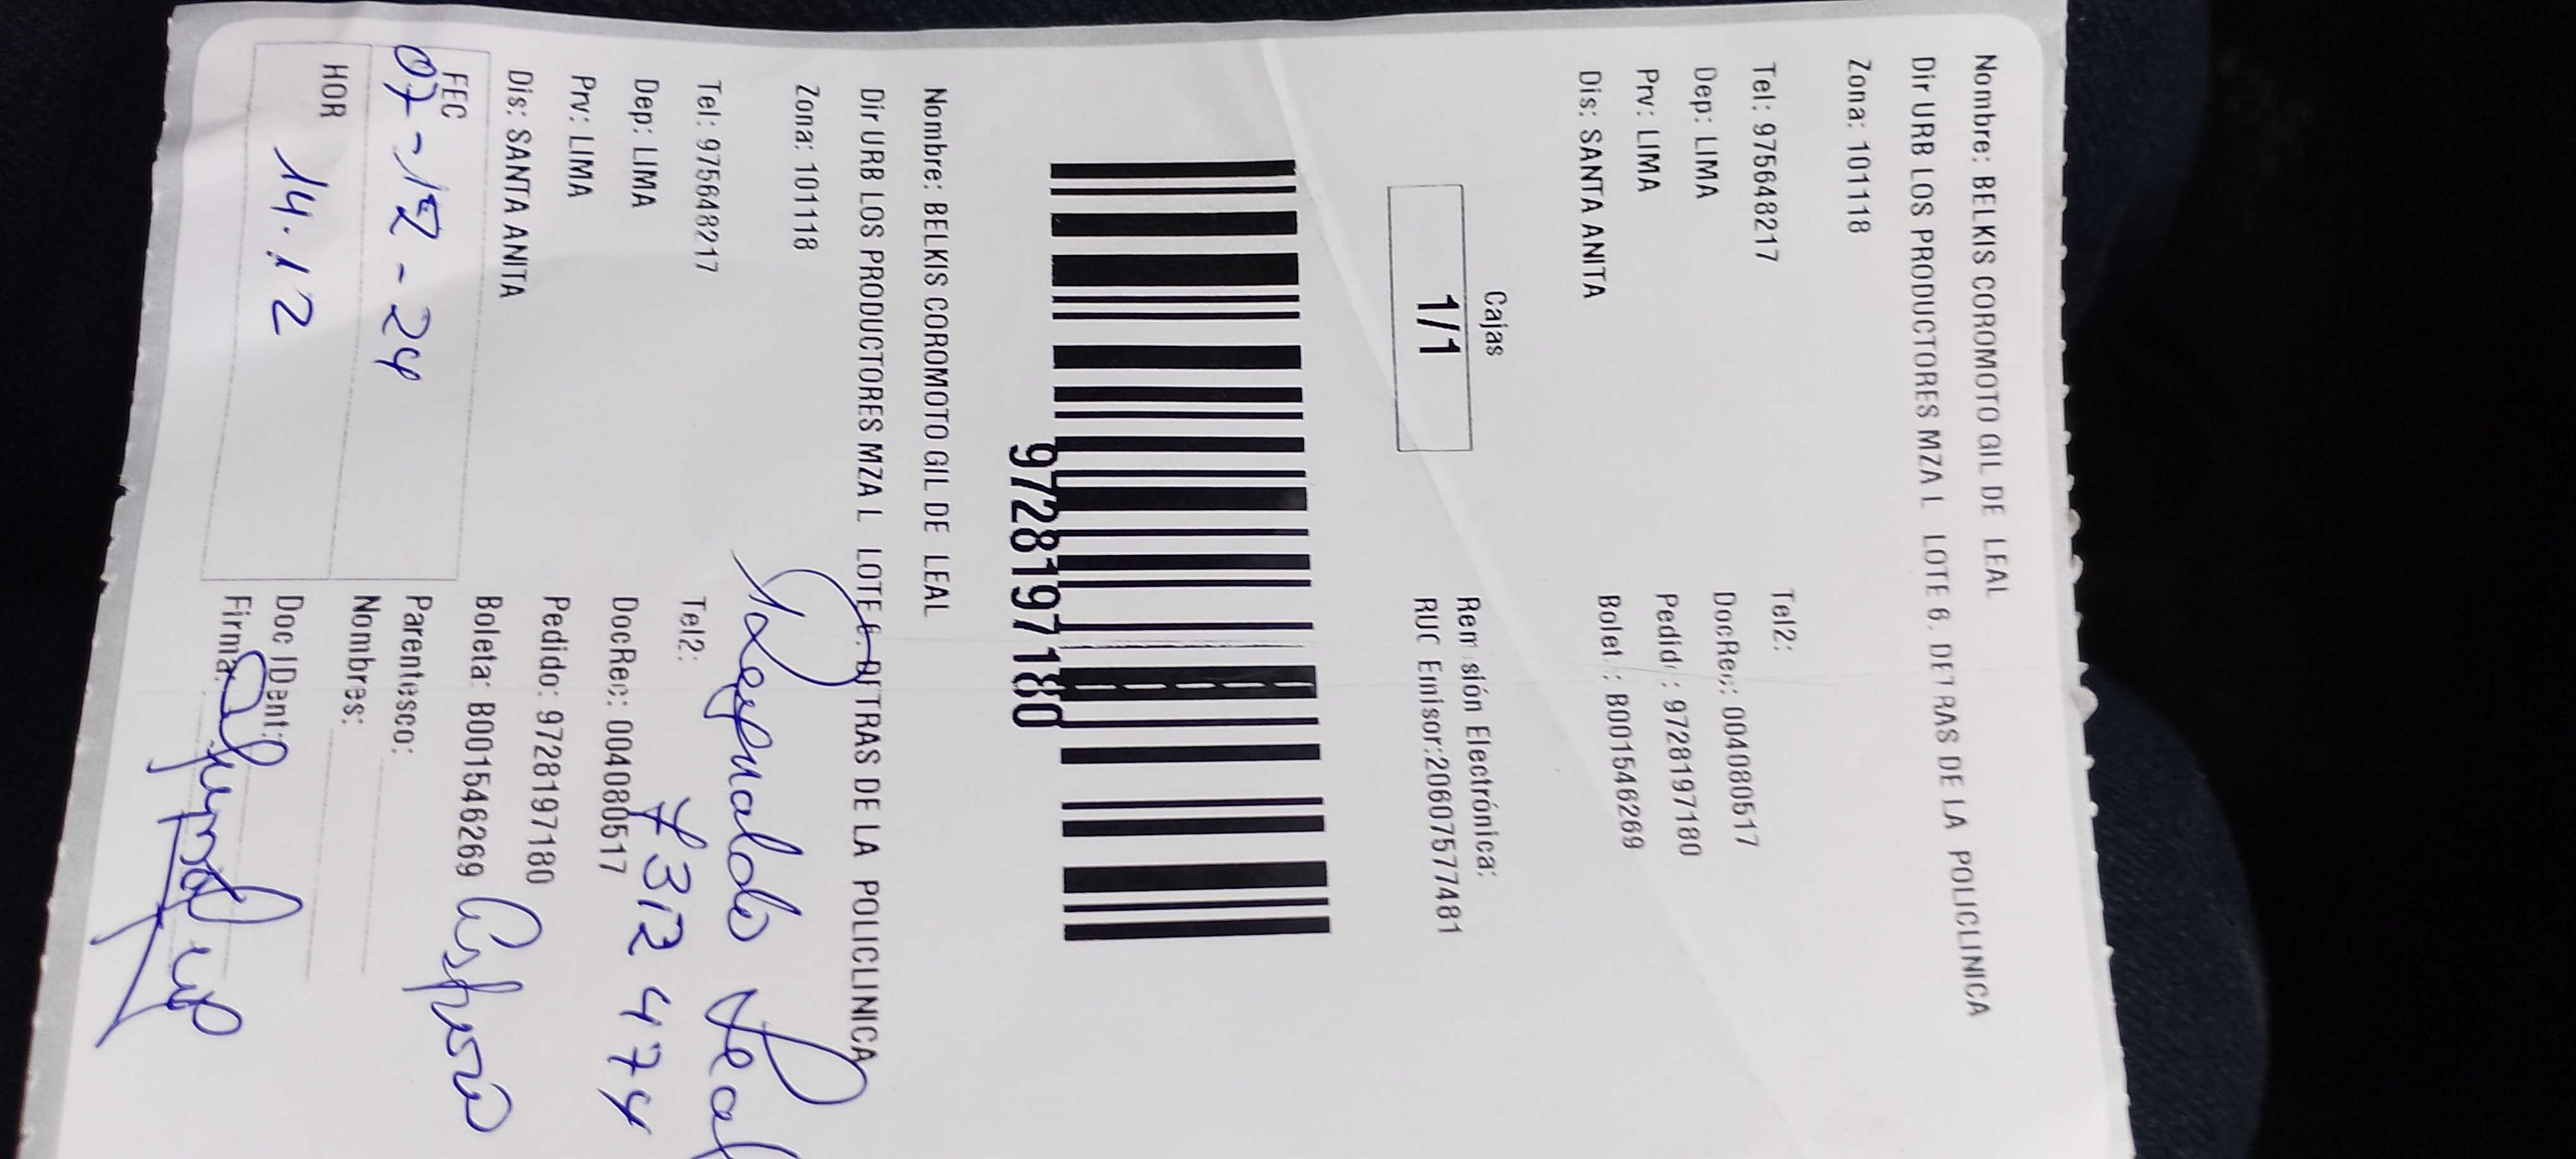 Nombre: BELKIS COROMOTO GIL DE LEAL
Dir URB LOS PRODUCTORES MZA L LOTE 6. DETRAS DE LA POLICLINICA
Zona: 101118
Tel: 975648217 Tel2:
Dep: LIMA DocRec: 004080517
Prv: LIMA Pedido: 9728197180
Dis: SANTA ANITA Bolet : B001546269
Cajas Remisión Electrónica:
1/1 RUC Emisor:20607577481
9728197180
Nombre: BELKIS COROMOTO GIL DE LEAL
Dir URB LOS PRODUCTORES MZA L LOTE 6. DETRAS DE LA POLICLINICA
Zona: 101118
Reynaldo Leal
Tel: 975648217 Tel2:
7312474
Dep: LIMA DocRec: 004080517
Prv: LIMA Pedido: 9728197180
Dis: SANTA ANITA Boleta: B001546269
Esposo
FEC Parentesco:
07-12-24
Nombres:
HOR
14.12
Doc IDent:
Firma: